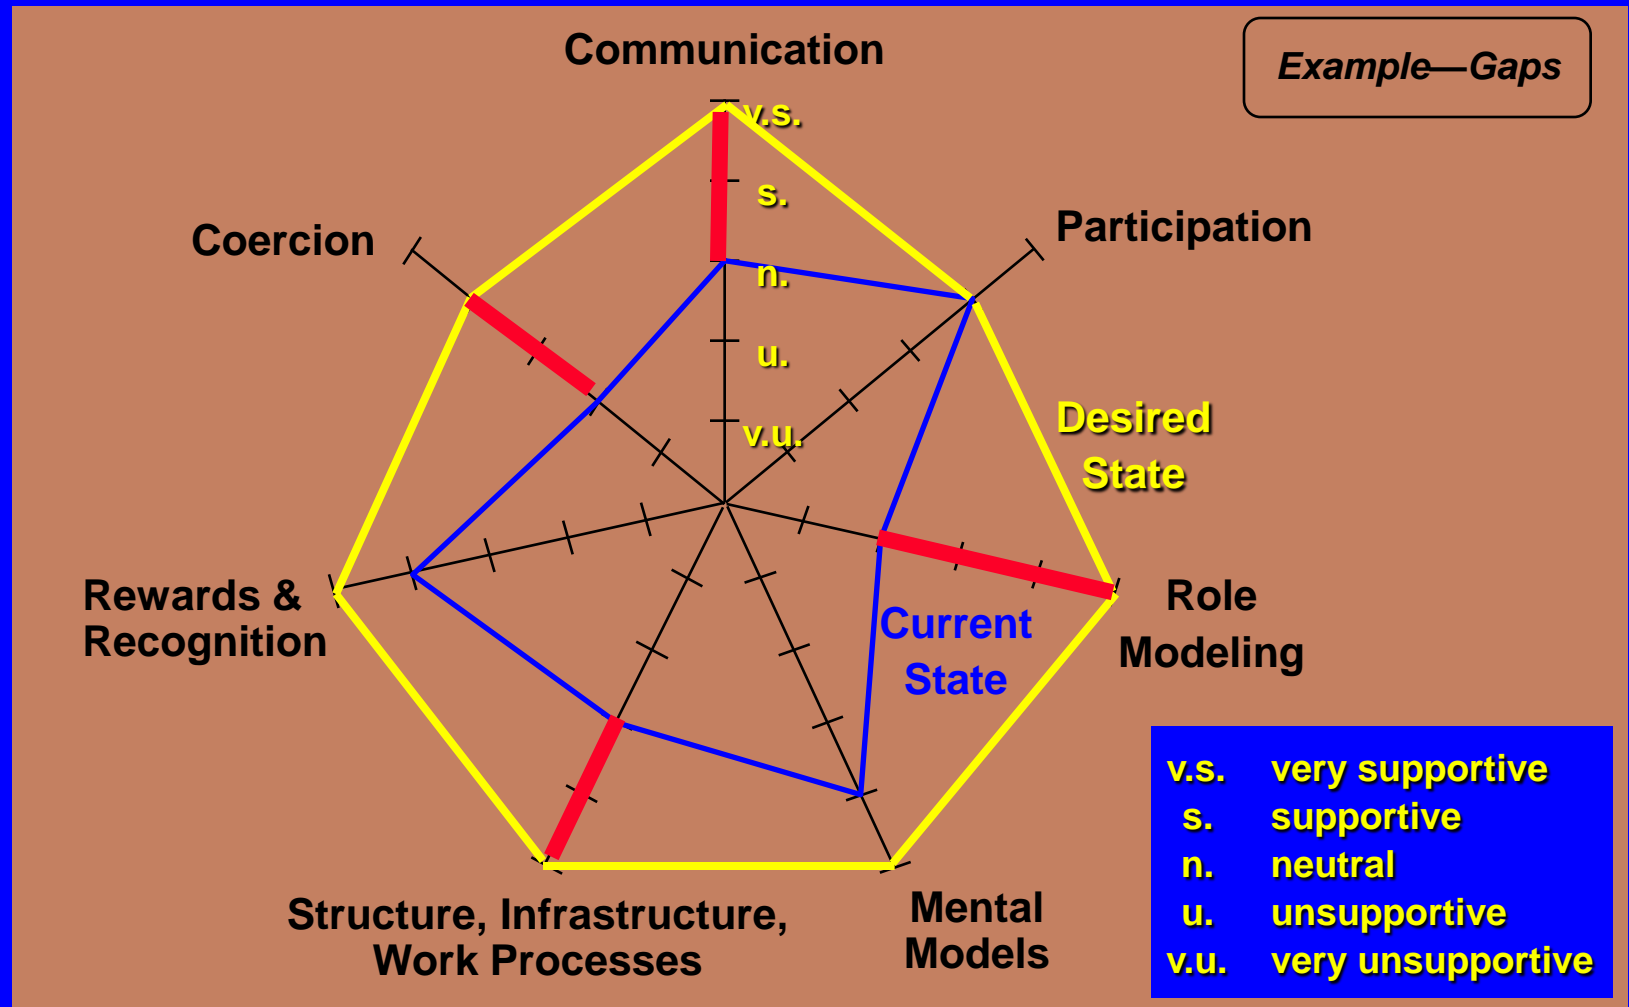 Communication
Example—Gaps
v.s.
s.
n.
u.
v.u.
Participation
Coercion
Desired
State
Rewards &
Recognition
Current
State
Role
Modeling
Structure, Infrastructure,
Work Processes
Mental
Models
v.s. very supportive
s. supportive
n. neutral
u. unsupportive
v.u. very unsupportive